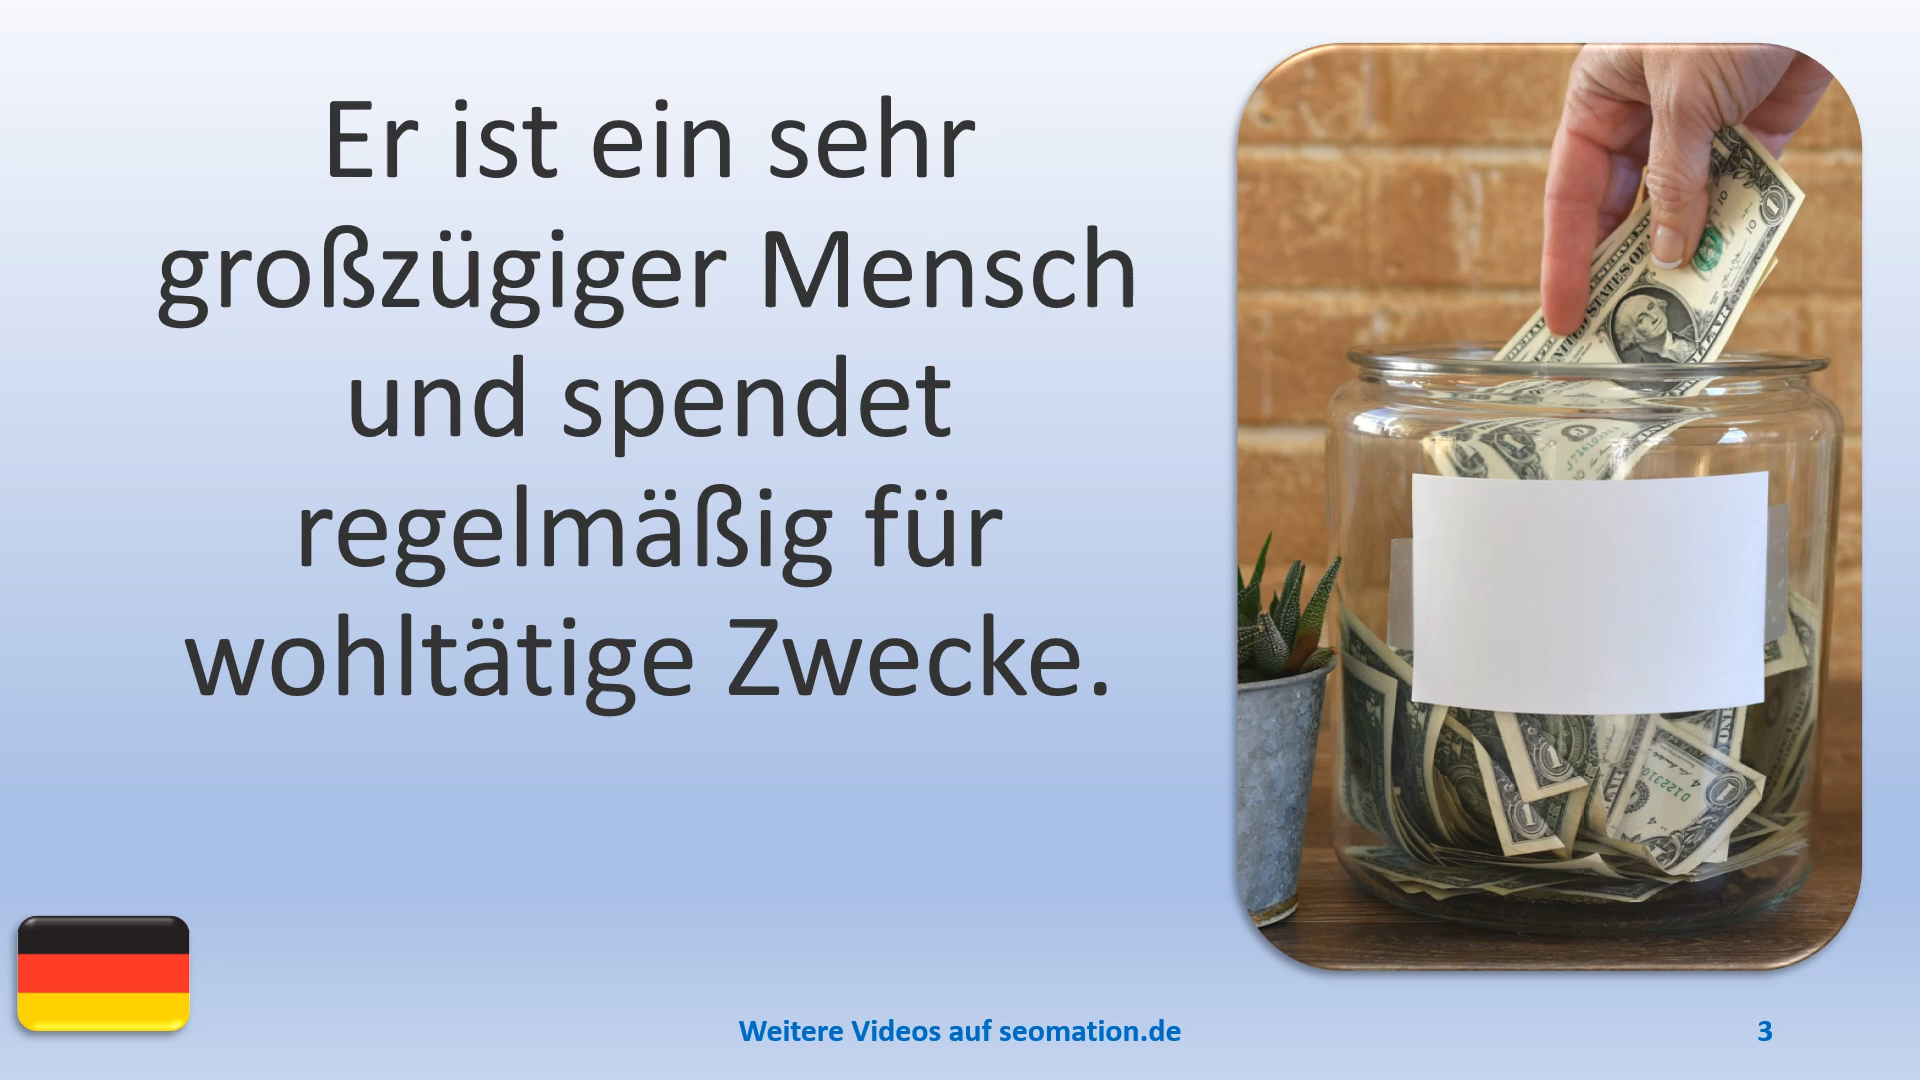 Er ist ein sehr
großzügiger Mensch
und spendet
regelmäßig für
wohltätige Zwecke.
Weitere Videos auf seomation.de
3